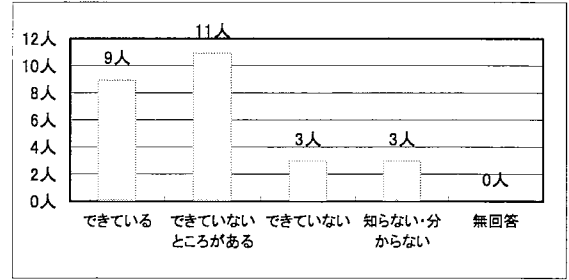 12人
10人
8人
6人
4人
2人
0人
9人
11人
3人
3人
0人
できている
できていない
ところがある
できていない
知らない・分
からない
無回答